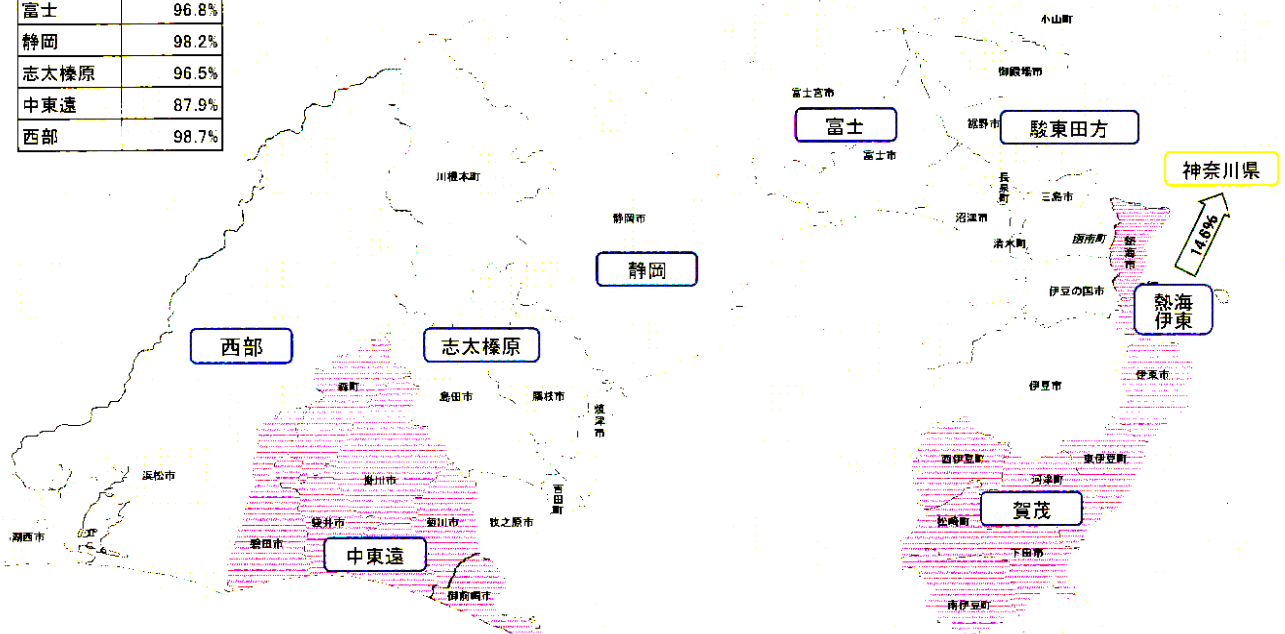 富士 96.8%
静岡 98.2%
志太榛原 96.5%
中東遠 87.9%
西部 98.7%
小山町
御殿場市
富士宮市
富士
裾野市
駿東田方
富士市
神奈川県
14.6%
川根本町
長泉町
三島市
静岡市
沼津市
清水町
函南町
熱海市
静岡
伊豆の国市
熱海
伊東
西部
志太榛原
森町
島田市
藤枝市
焼津市
伊豆市
伊東市
西伊豆町
東伊豆町
浜松市
掛川市
吉田町
河津町
湖西市
磐田市
袋井市
菊川市
牧之原市
松崎町
賀茂
中東遠
下田市
御前崎市
南伊豆町